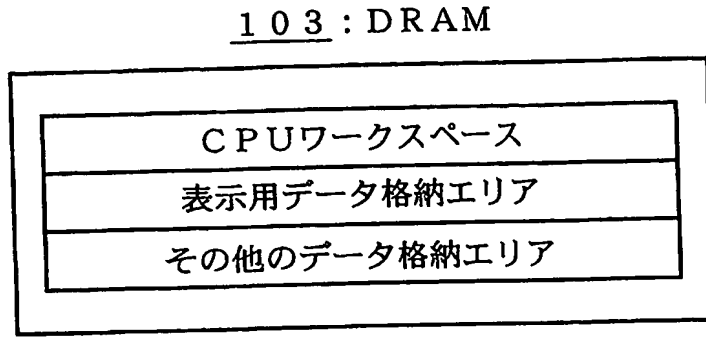 １０３：ＤＲＡＭ
ＣＰＵワークスペース
表示用データ格納エリア
その他のデータ格納エリア